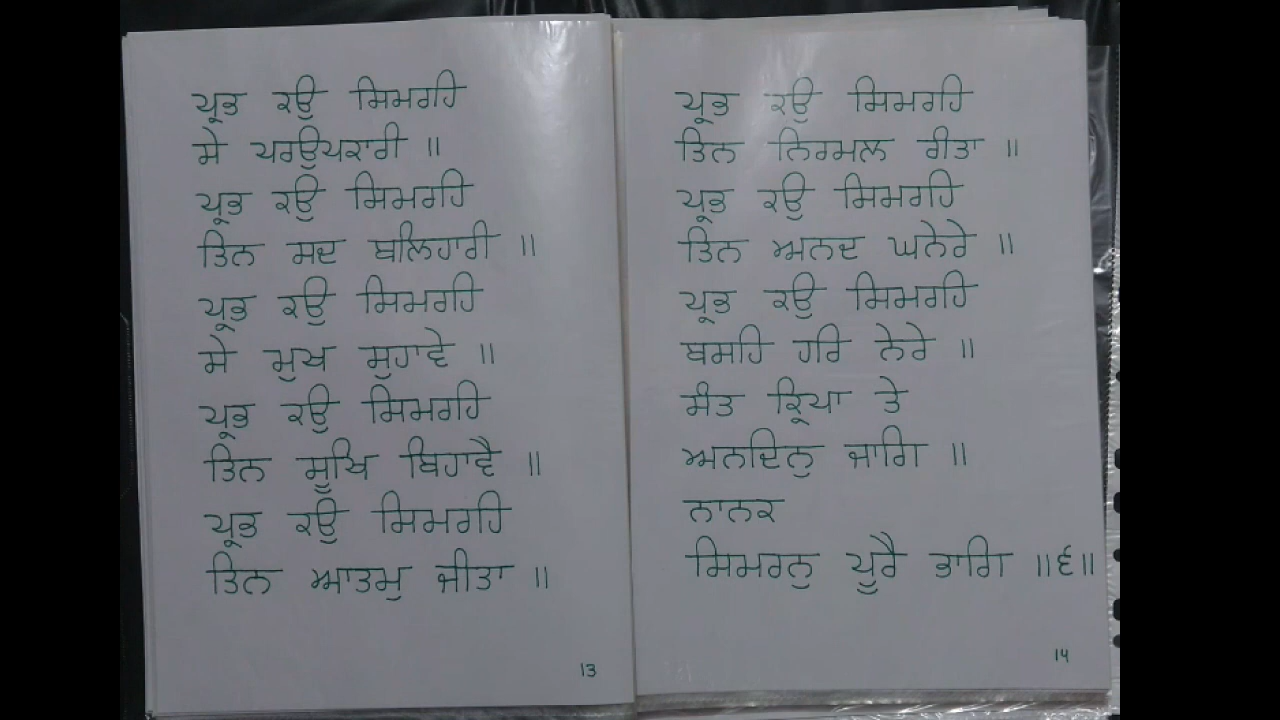 ਪ੍ਰਭ ਕਉ ਸਿਮਰਹਿ
ਸੇ ਪਰਉਪਕਾਰੀ ॥
ਪ੍ਰਭ ਕਉ ਸਿਮਰਹਿ
ਤਿਨ ਸਦ ਬਲਿਹਾਰੀ ॥
ਪ੍ਰਭ ਕਉ ਸਿਮਰਹਿ
ਸੇ ਮੁਖ ਸੁਹਾਵੇ ॥
ਪ੍ਰਭ ਕਉ ਸਿਮਰਹਿ
ਤਿਨ ਸੂਖਿ ਬਿਹਾਵੈ ॥
ਪ੍ਰਭ ਕਉ ਸਿਮਰਹਿ
ਤਿਨ ਆਤਮੁ ਜੀਤਾ ॥
13
ਪ੍ਰਭ ਕਉ ਸਿਮਰਹਿ
ਤਿਨ ਨਿਰਮਲ ਰੀਤਾ ॥
ਪ੍ਰਭ ਕਉ ਸਿਮਰਹਿ
ਤਿਨ ਅਨਦ ਘਨੇਰੇ ॥
ਪ੍ਰਭ ਕਉ ਸਿਮਰਹਿ
ਬਸਹਿ ਹਰਿ ਨੇਰੇ ॥
ਸੰਤ ਕ੍ਰਿਪਾ ਤੇ
ਅਨਦਿਨੁ ਜਾਗਿ ॥
ਨਾਨਕ
ਸਿਮਰਨੁ ਪੂਰੈ ਭਾਗਿ ॥੬॥
14